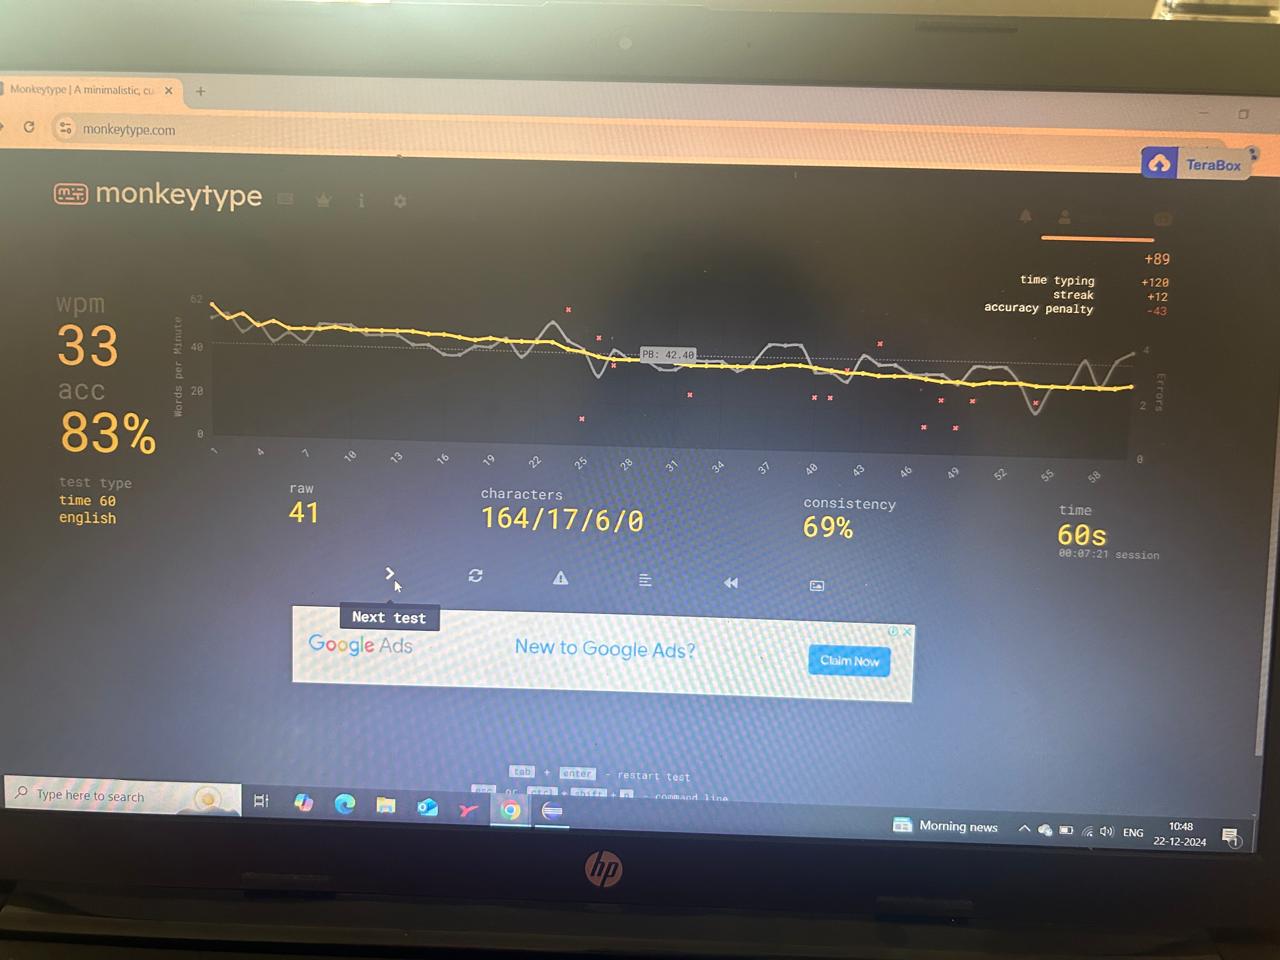 Monkeytype | A minimalistic, cu
monkeytype.com
TeraBox
monkeytype
+89
time typing +120
streak +12
accuracy penalty -43
wpm
33
acc
83%
test type
time 60
english
Words per Minute
62
40
20
0
PB: 42.40
4
2
0
Errors
1 4 7 10 13 16 19 22 25 28 31 34 37 40 43 46 49 52 55 58
raw
41
characters
164/17/6/0
consistency
69%
time
60s
00:07:21 session
Next test
Google Ads
New to Google Ads?
Claim Now
tab + enter - restart test
esc or ctrl + shift + p - command line
Type here to search
Morning news
ENG
10:48
22-12-2024
1
hp